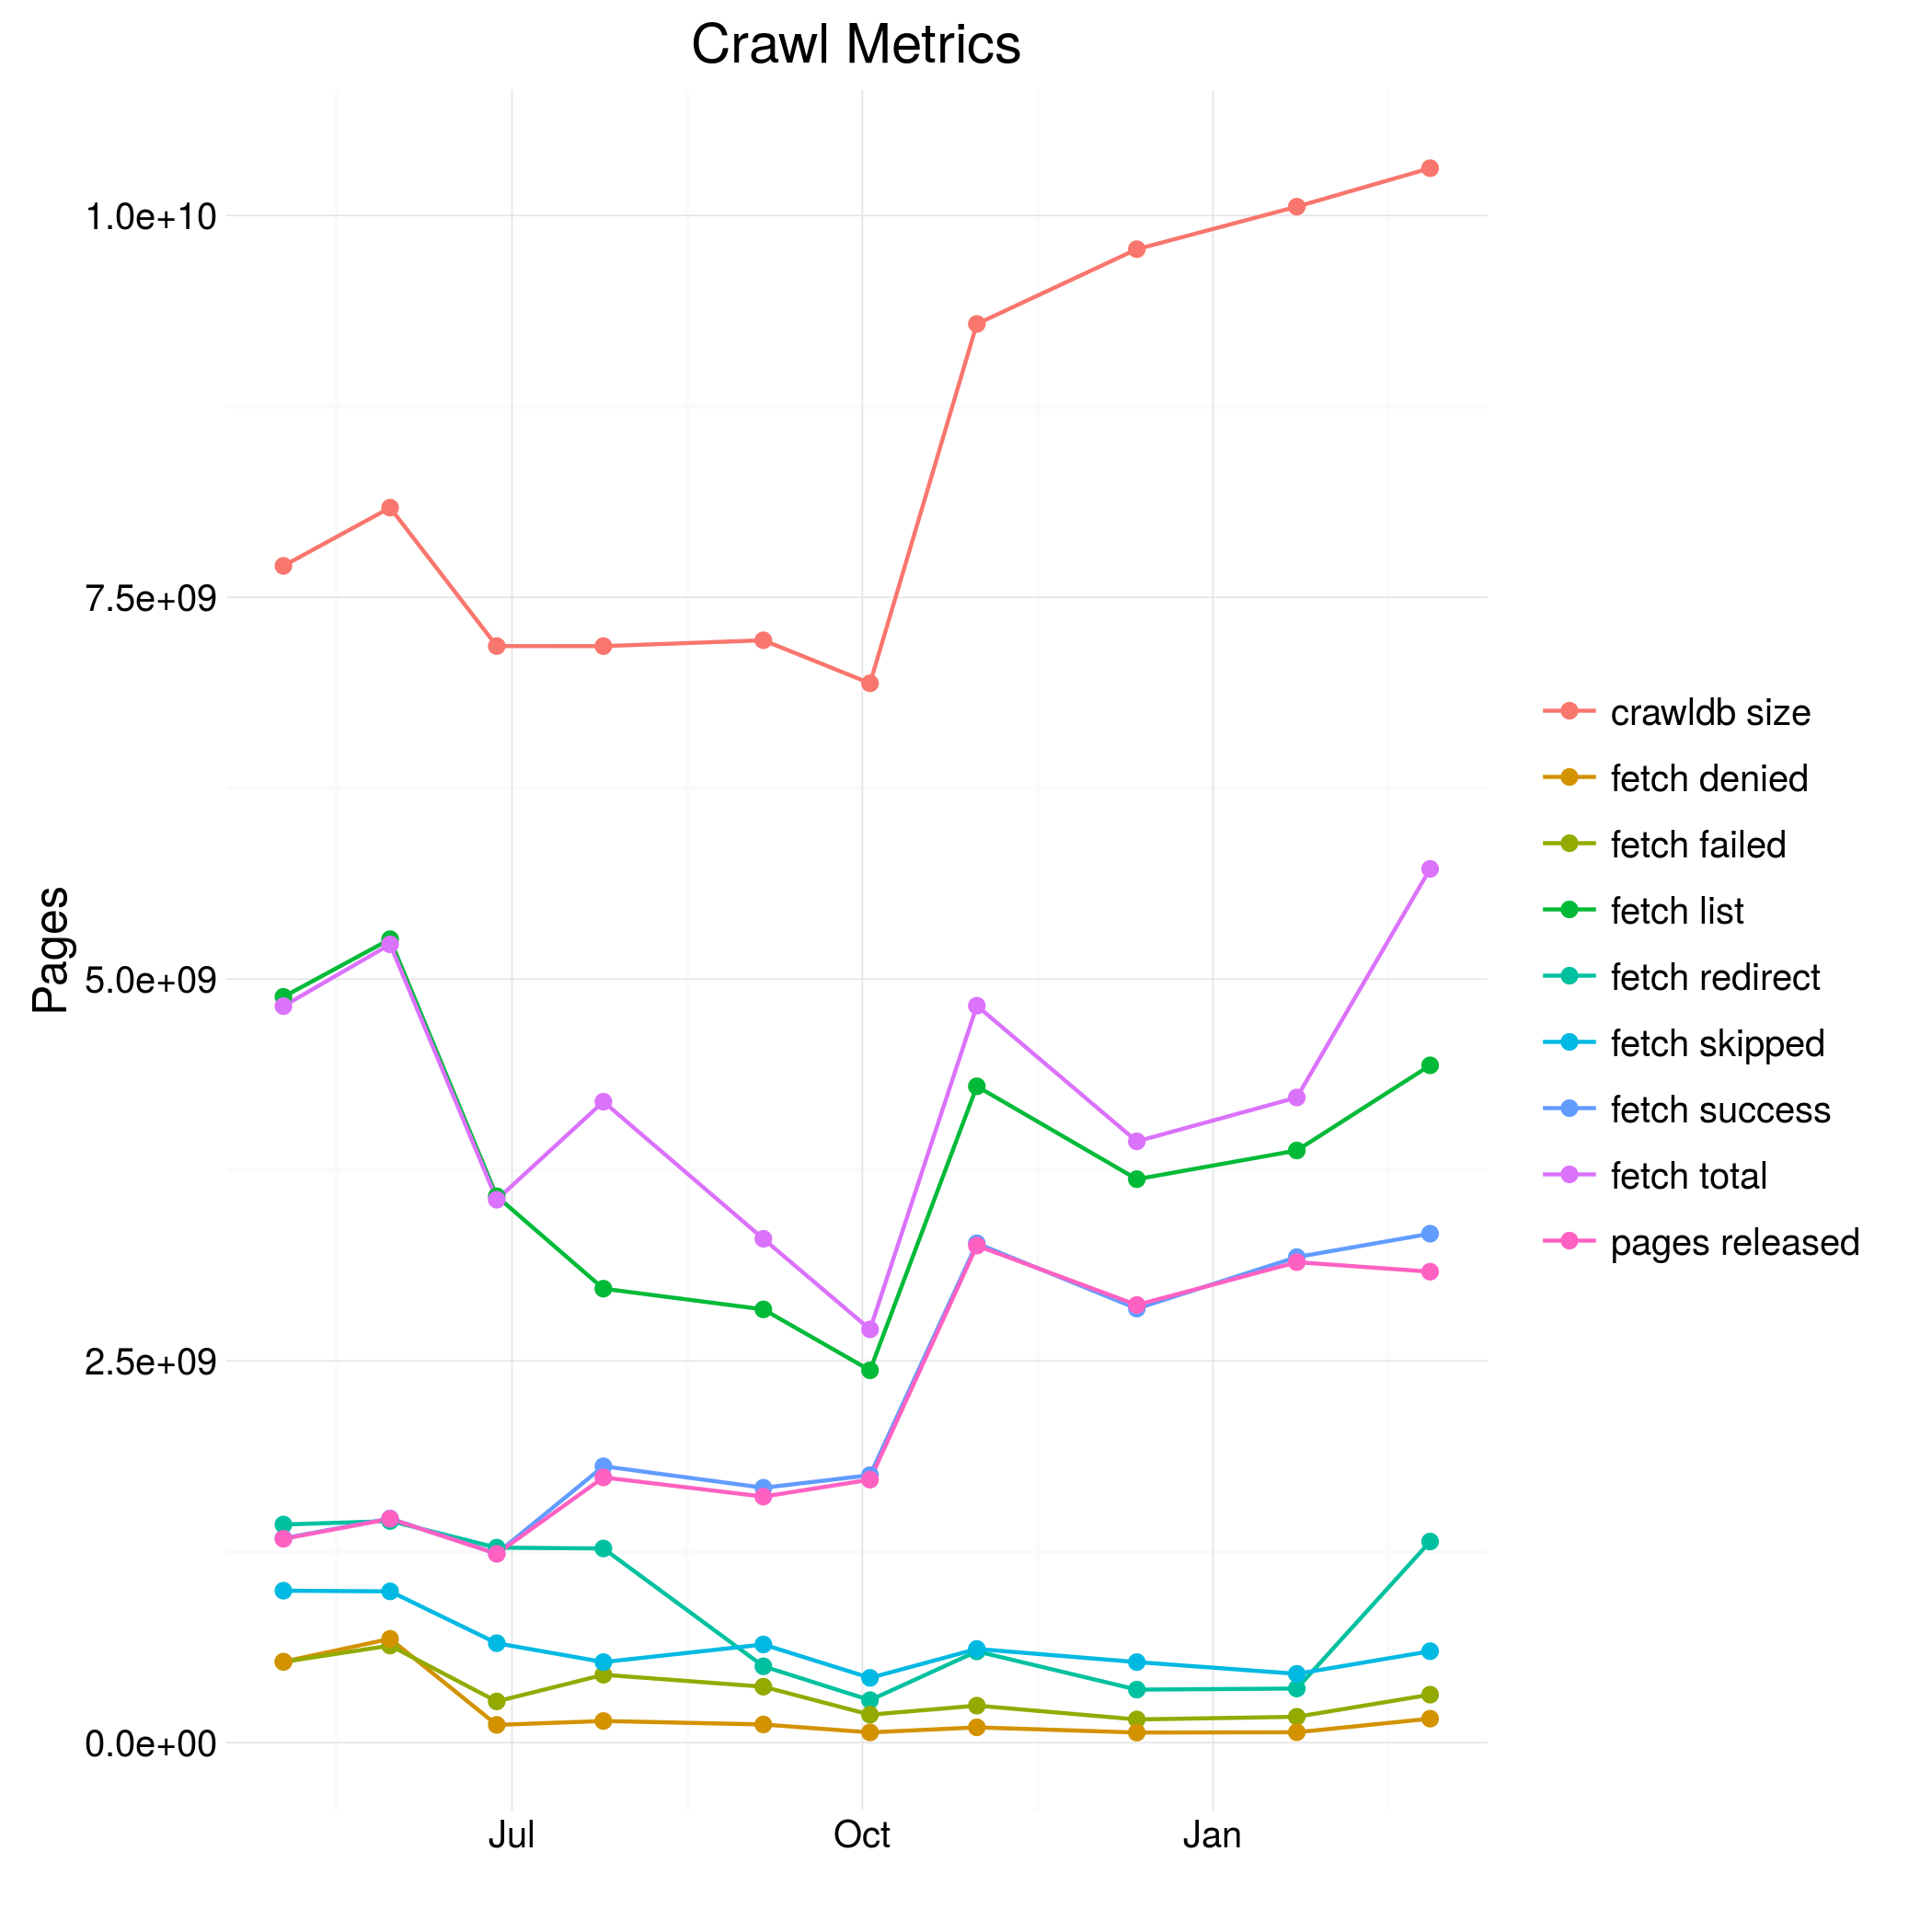 Crawl Metrics
Pages
1.0e+10
7.5e+09
5.0e+09
2.5e+09
0.0e+00
Jul
Oct
Jan
crawldb size
fetch denied
fetch failed
fetch list
fetch redirect
fetch skipped
fetch success
fetch total
pages released